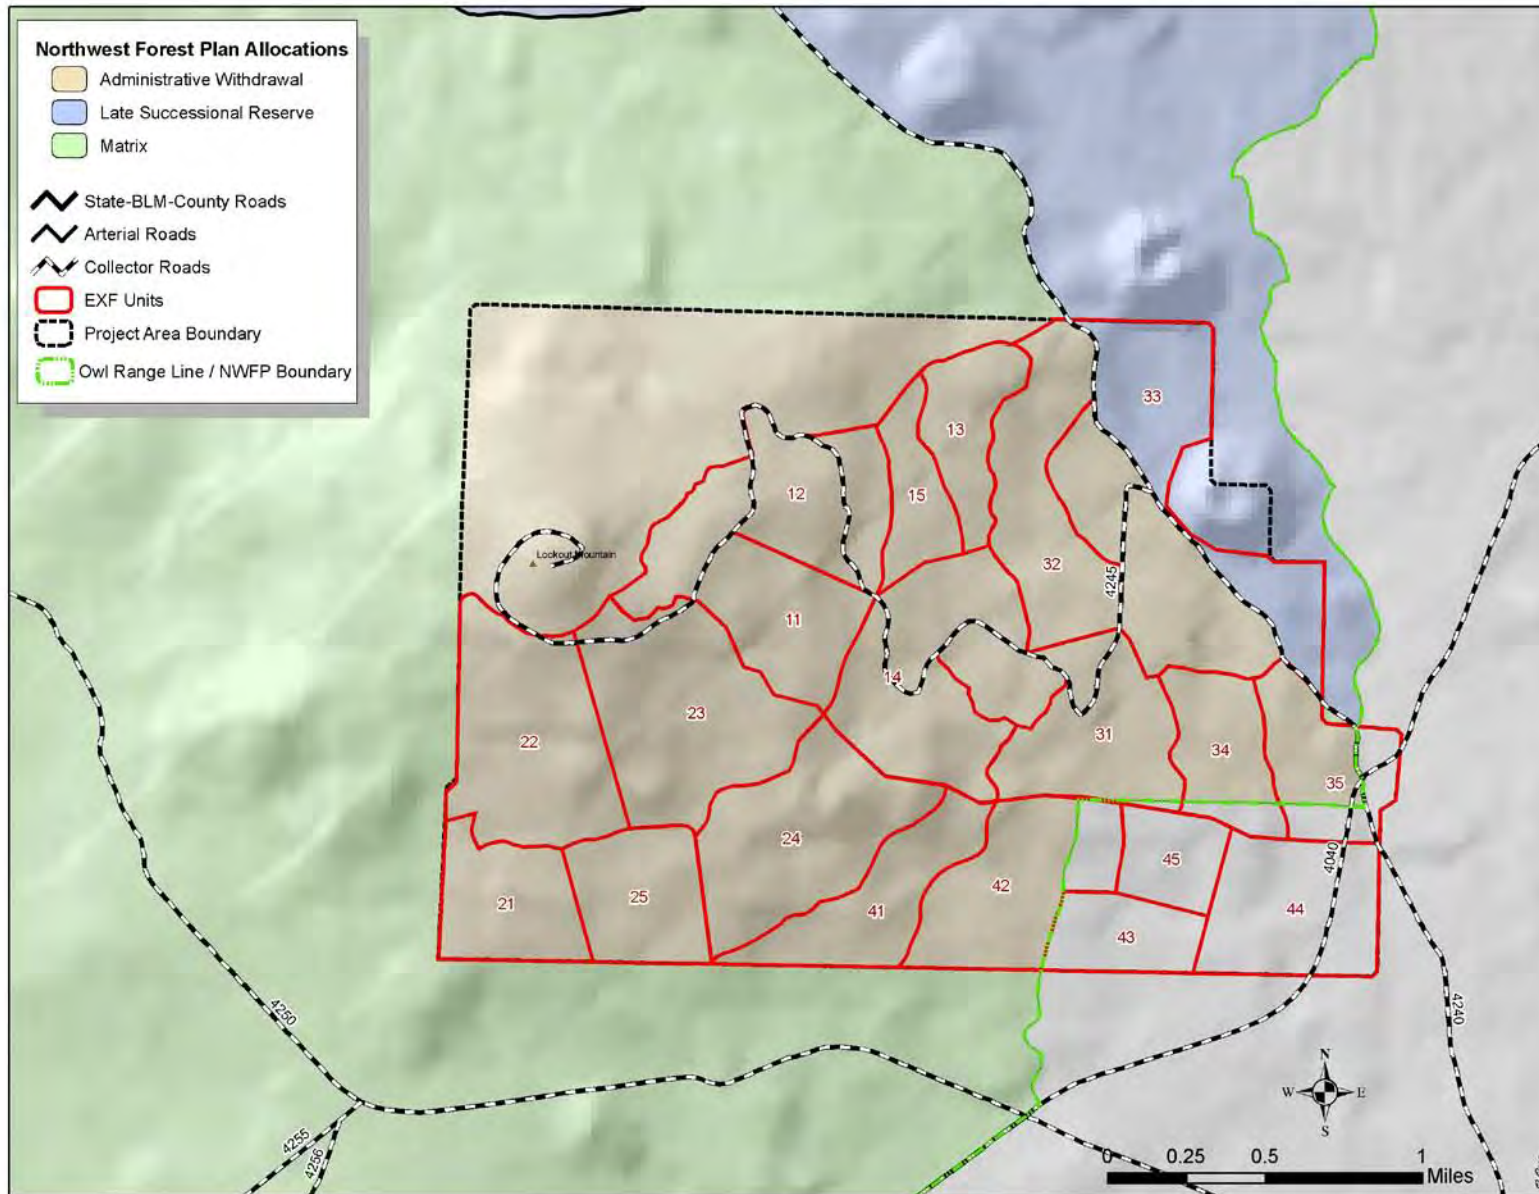 Northwest Forest Plan Allocations
Administrative Withdrawal
Late Successional Reserve
Matrix
State-BLM-County Roads
Arterial Roads
Collector Roads
EXF Units
Project Area Boundary
Owl Range Line / NWFP Boundary
33
13
12
15
Lookout Mountain
32
4245
11
14
23
31
22
34
35
24
4040
45
25
42
21
41
44
43
4250
4240
N
W E
S
4255
4256
0 0.25 0.5 1
Miles